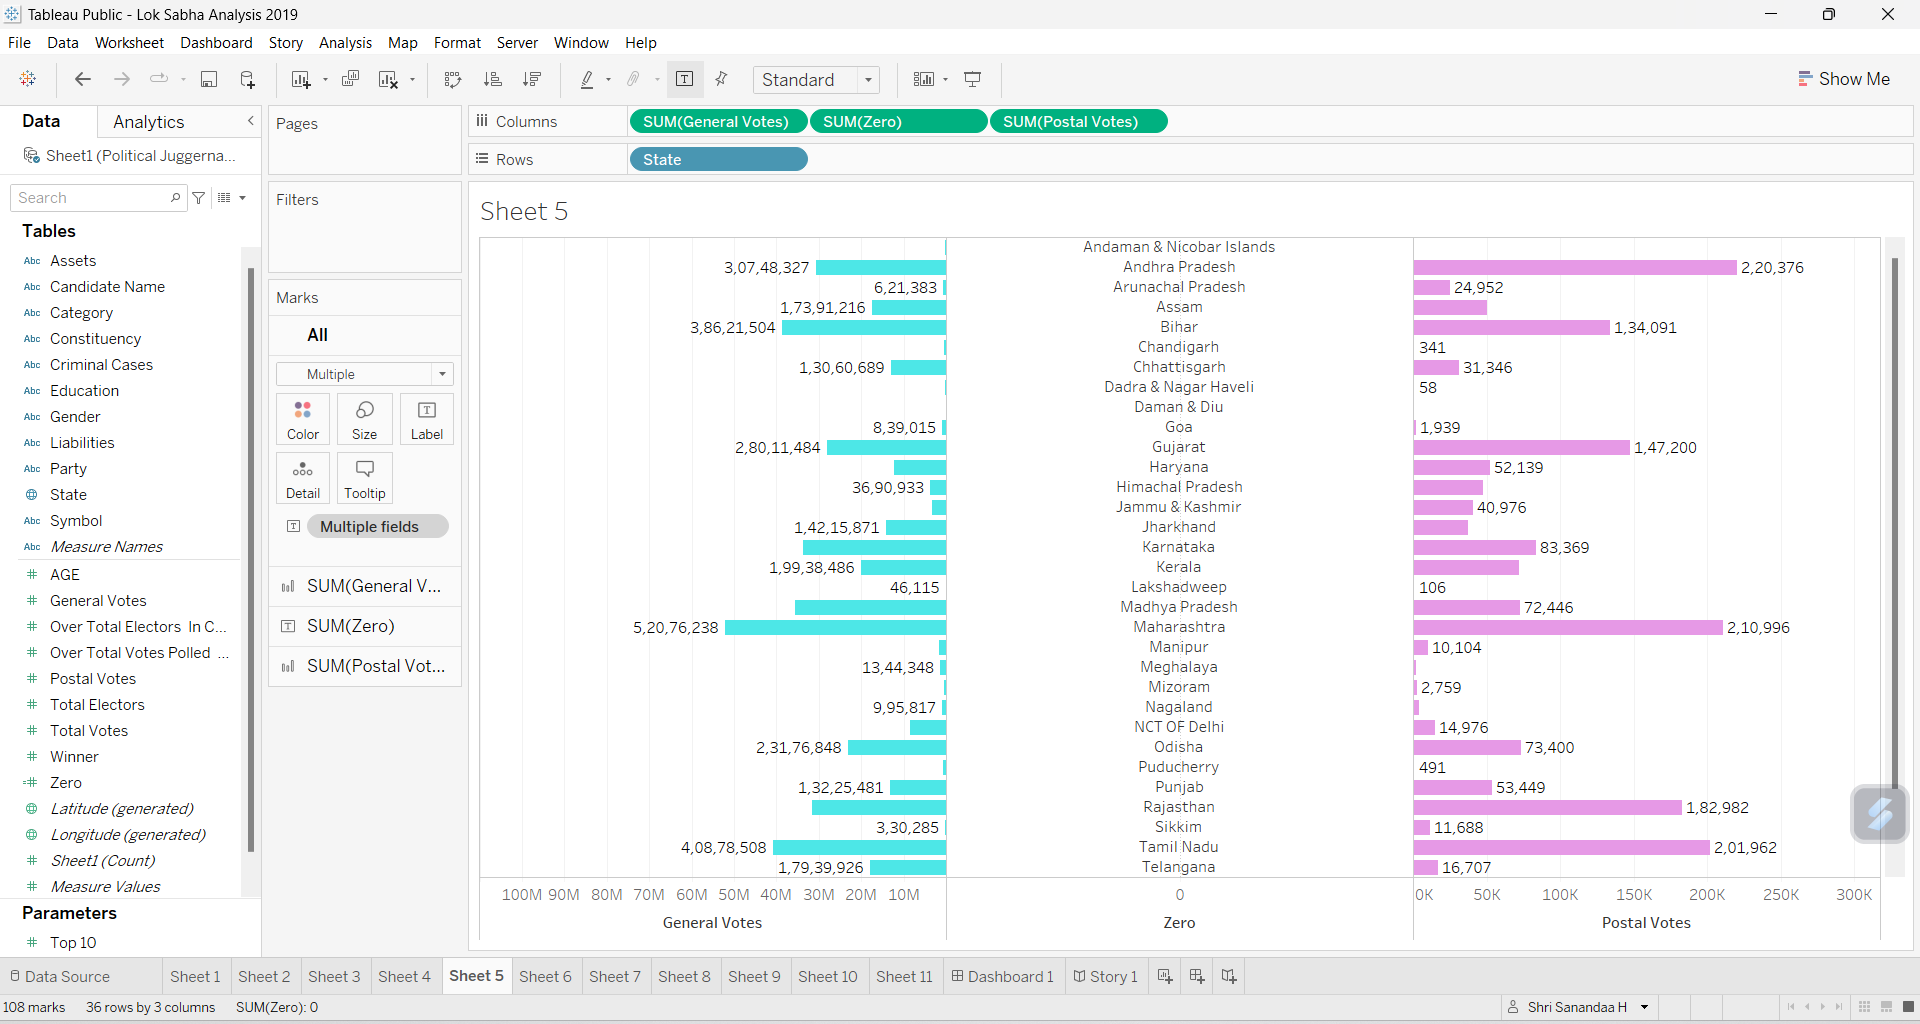 Tableau Public - Lok Sabha Analysis 2019
File Data Worksheet Dashboard Story Analysis Map Format Server Window Help
Standard
Show Me
Data
Analytics
Sheet1 (Political Juggerna...
Search
Tables
Abc Assets
Abc Candidate Name
Abc Category
Abc Constituency
Abc Criminal Cases
Abc Education
Abc Gender
Abc Liabilities
Abc Party
State
Abc Symbol
Abc Measure Names
# AGE
# General Votes
# Over Total Electors In C...
# Over Total Votes Polled ...
# Postal Votes
# Total Electors
# Total Votes
# Winner
=# Zero
Latitude (generated)
Longitude (generated)
# Sheet1 (Count)
# Measure Values
Parameters
# Top 10
Pages
Filters
Marks
All
Multiple
Color
Size
Label
Detail
Tooltip
Multiple fields
SUM(General V...
SUM(Zero)
SUM(Postal Vot...
Columns
SUM(General Votes)
SUM(Zero)
SUM(Postal Votes)
Rows
State
Sheet 5
Andaman & Nicobar Islands
3,07,48,327 Andhra Pradesh 2,20,376
6,21,383 Arunachal Pradesh 24,952
1,73,91,216 Assam
3,86,21,504 Bihar 1,34,091
Chandigarh 341
1,30,60,689 Chhattisgarh 31,346
Dadra & Nagar Haveli 58
Daman & Diu
8,39,015 Goa 1,939
2,80,11,484 Gujarat 1,47,200
Haryana 52,139
36,90,933 Himachal Pradesh
Jammu & Kashmir 40,976
1,42,15,871 Jharkhand
Karnataka 83,369
1,99,38,486 Kerala
46,115 Lakshadweep 106
Madhya Pradesh 72,446
5,20,76,238 Maharashtra 2,10,996
Manipur 10,104
13,44,348 Meghalaya
Mizoram 2,759
9,95,817 Nagaland
NCT OF Delhi 14,976
2,31,76,848 Odisha 73,400
Puducherry 491
1,32,25,481 Punjab 53,449
Rajasthan 1,82,982
3,30,285 Sikkim 11,688
4,08,78,508 Tamil Nadu 2,01,962
1,79,39,926 Telangana 16,707
100M 90M 80M 70M 60M 50M 40M 30M 20M 10M 0 0K 50K 100K 150K 200K 250K 300K
General Votes Zero Postal Votes
Data Source Sheet 1 Sheet 2 Sheet 3 Sheet 4 Sheet 5 Sheet 6 Sheet 7 Sheet 8 Sheet 9 Sheet 10 Sheet 11 Dashboard 1 Story 1
108 marks 36 rows by 3 columns SUM(Zero): 0
Shri Sanandaa H